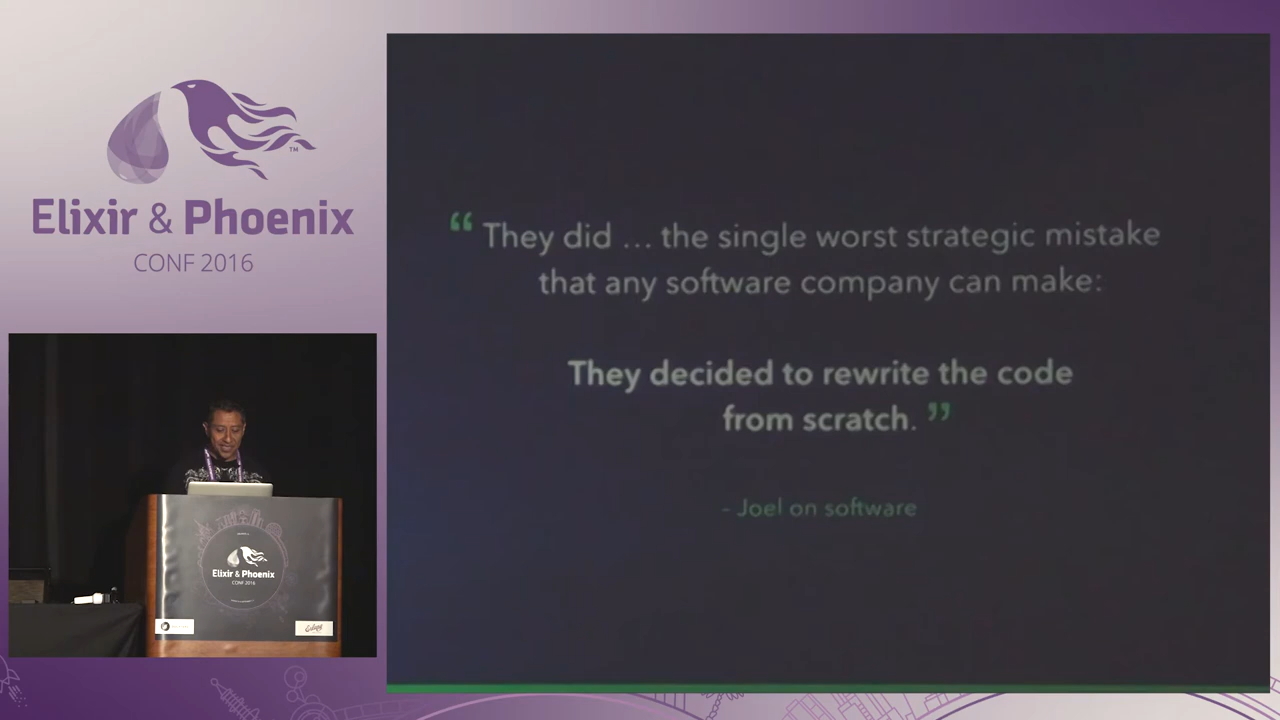 Elixir & Phoenix
TM
CONF 2016
“ They did ... the single worst strategic mistake
that any software company can make:
They decided to rewrite the code
from scratch. ”
- Joel on software
Elixir & Phoenix
CONF 2016